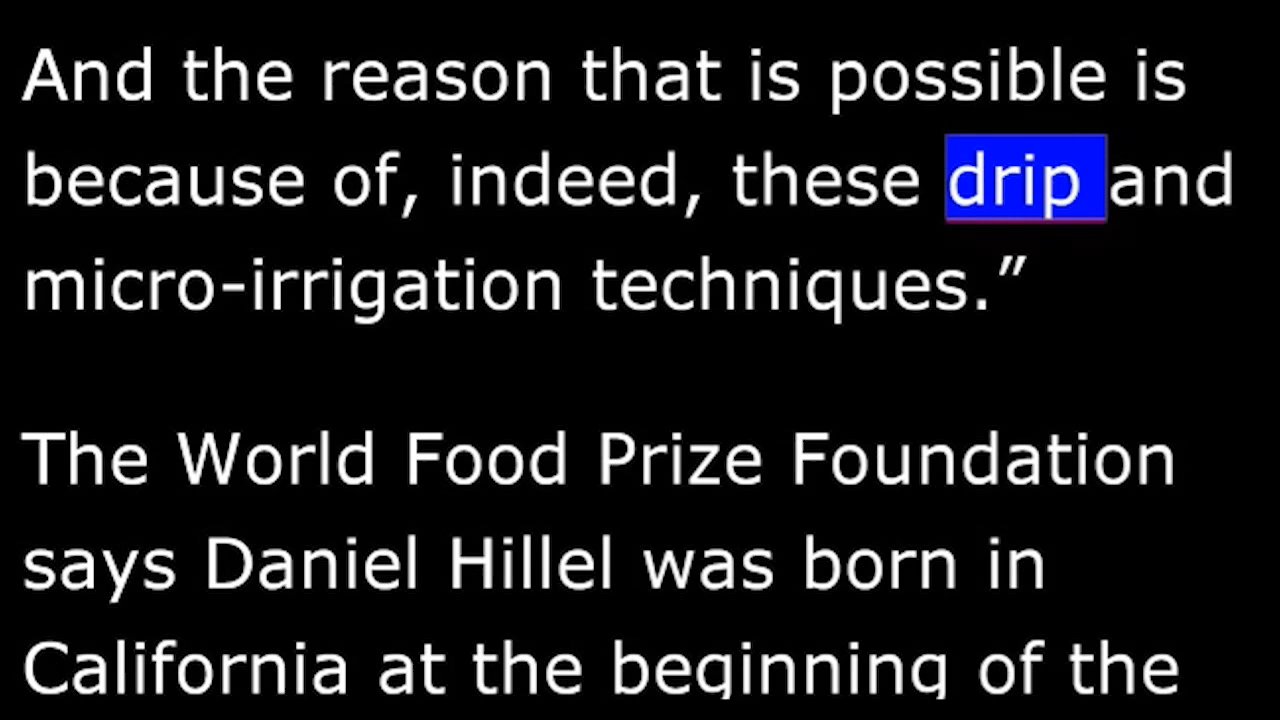 And the reason that is possible is
because of, indeed, these drip and
micro-irrigation techniques.”
The World Food Prize Foundation
says Daniel Hillel was born in
California at the beginning of the